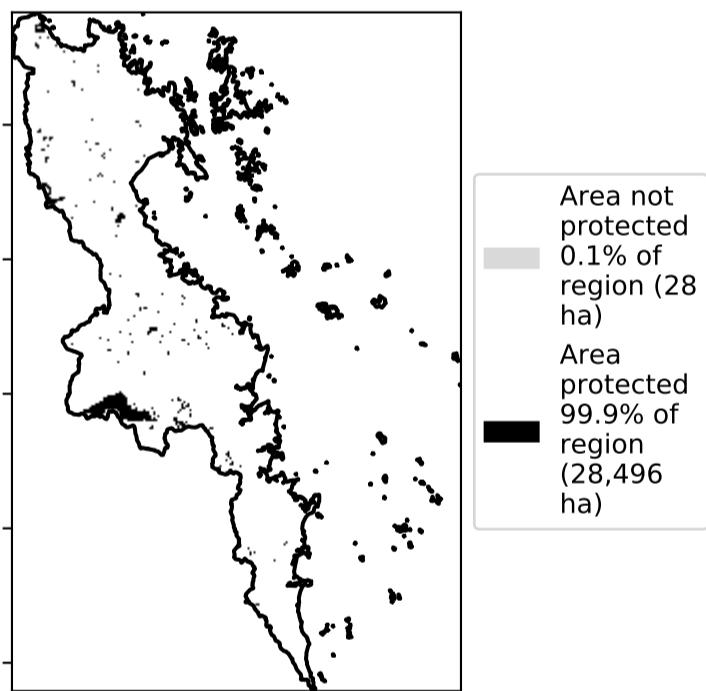 Area not
protected
0.1% of
region (28
ha)
Area
protected
99.9% of
region
(28,496
ha)